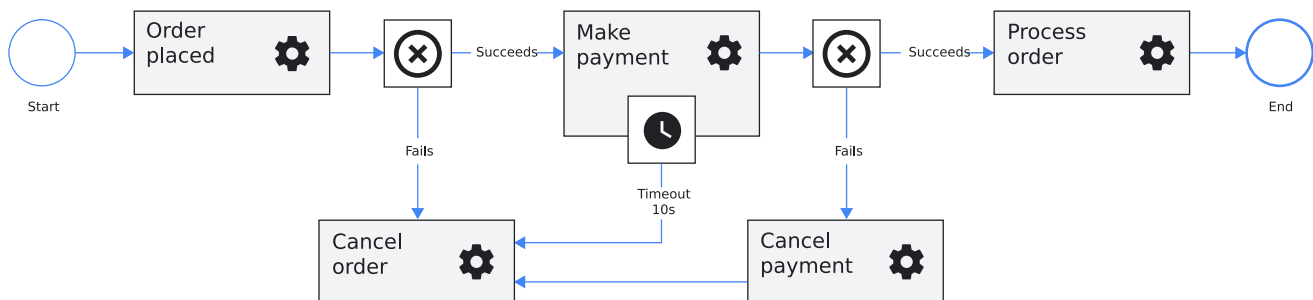 Start
Order
placed
Succeeds
Fails
Make
payment
Timeout
10s
Succeeds
Fails
Process
order
End
Cancel
order
Cancel
payment